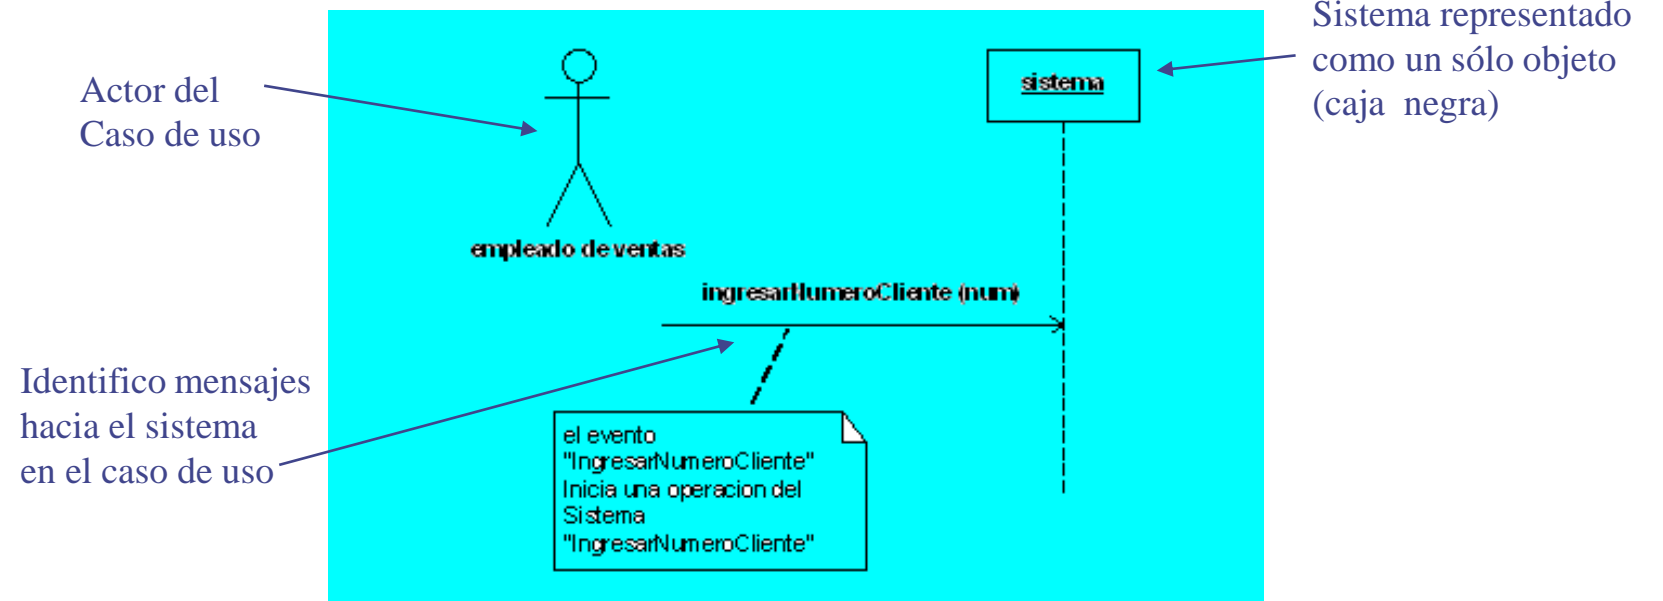 Sistema representado
como un sólo objeto
(caja negra)
sistema
Actor del
Caso de uso
empleado de ventas
ingresarNumeroCliente (num)
Identifico mensajes
hacia el sistema
en el caso de uso
el evento
"IngresarNumeroCliente"
Inicia una operacion del
Sistema
"IngresarNumeroCliente"